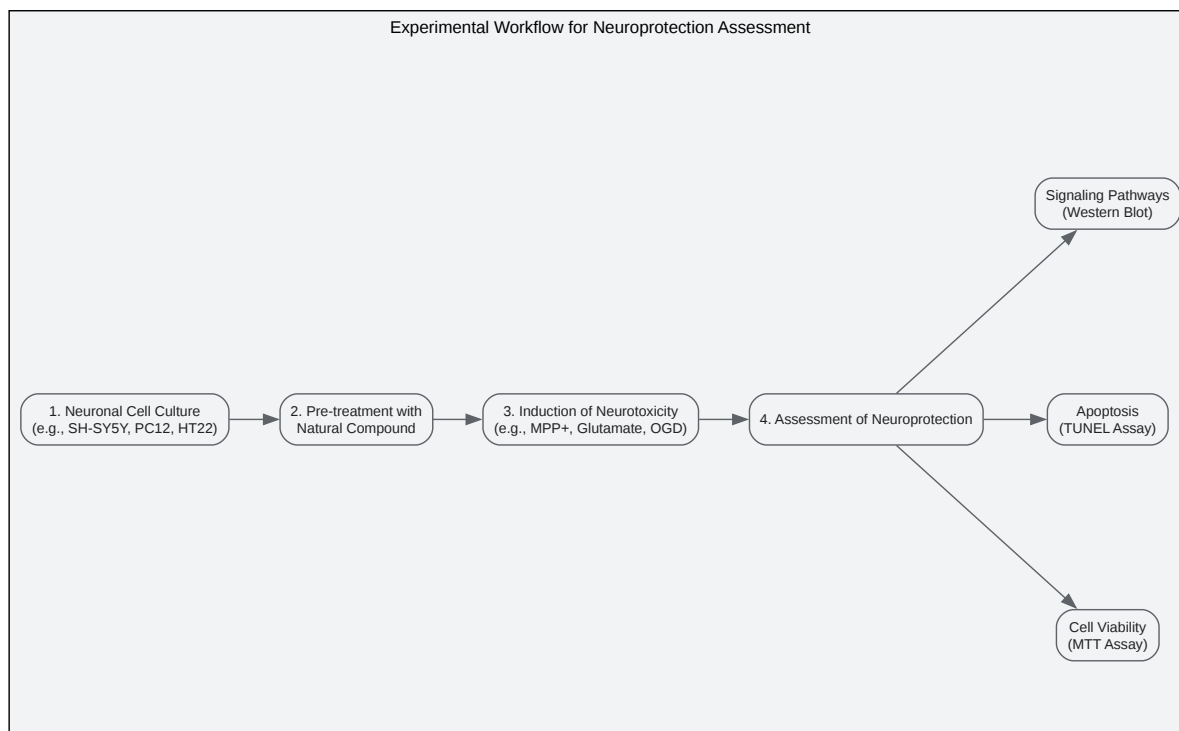 Experimental Workflow for Neuroprotection Assessment
Signaling Pathways
(Western Blot)
1. Neuronal Cell Culture
(e.g., SH-SY5Y, PC12, HT22)
2. Pre-treatment with
Natural Compound
3. Induction of Neurotoxicity
(e.g., MPP+, Glutamate, OGD)
4. Assessment of Neuroprotection
Apoptosis
(TUNEL Assay)
Cell Viability
(MTT Assay)